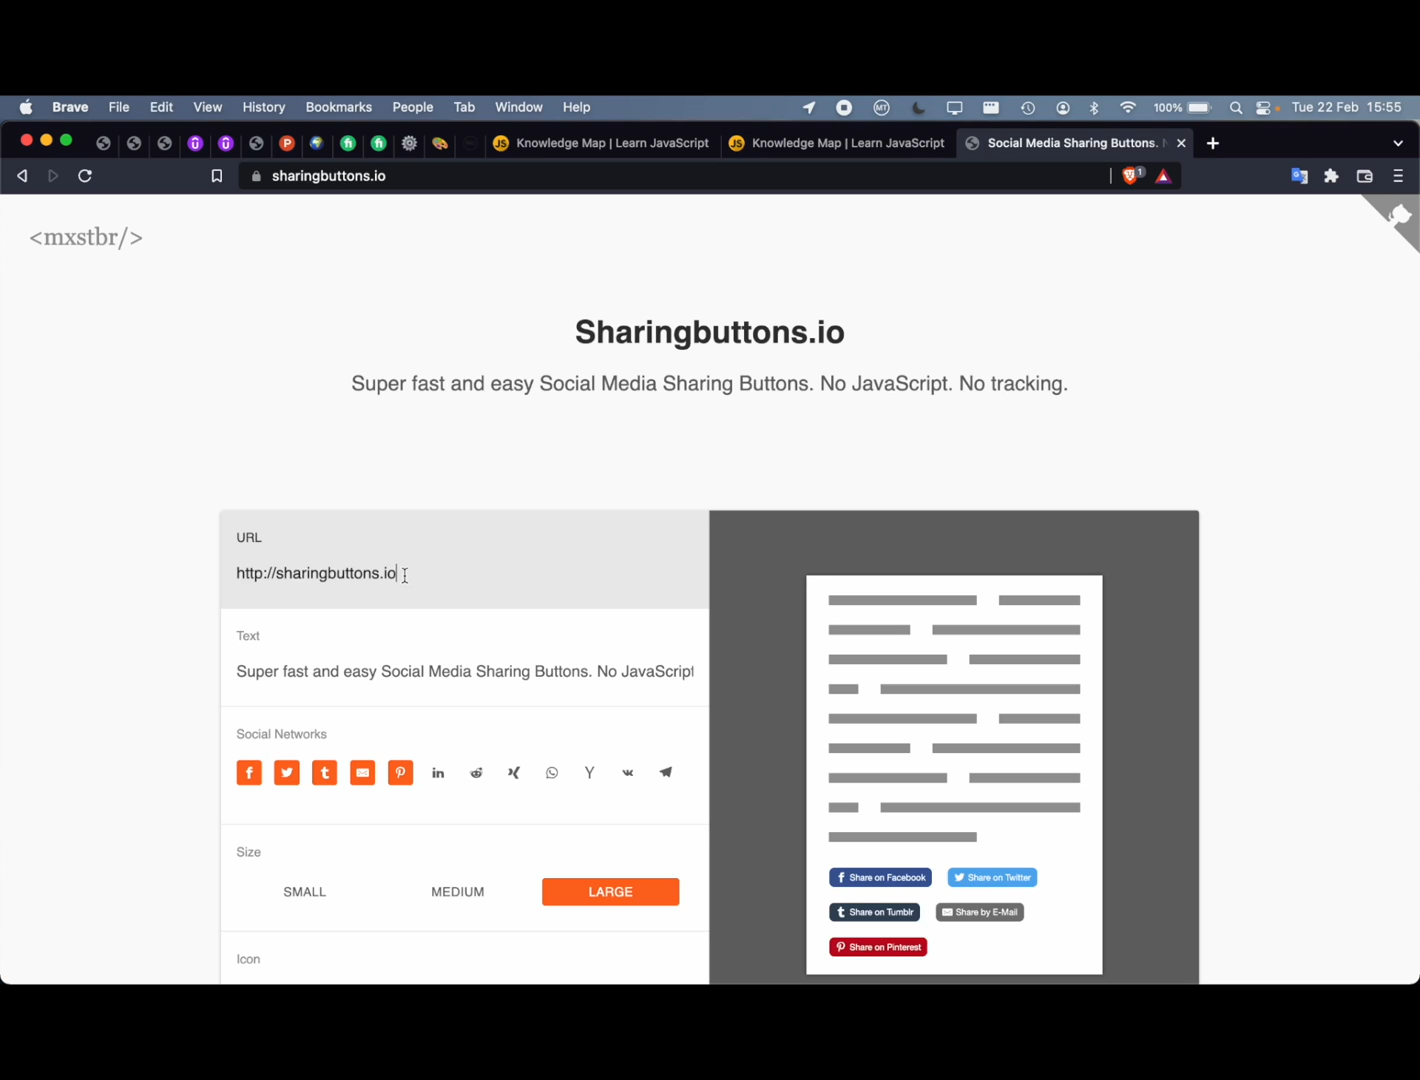 Brave File Edit View History Bookmarks People Tab Window Help MT 100% Tue 22 Feb 15:55
Knowledge Map | Learn JavaScript Knowledge Map | Learn JavaScript Social Media Sharing Buttons.
sharingbuttons.io 1
<mxstbr/>
Sharingbuttons.io
Super fast and easy Social Media Sharing Buttons. No JavaScript. No tracking.
URL
http://sharingbuttons.io
Text
Super fast and easy Social Media Sharing Buttons. No JavaScript
Social Networks
Size
SMALL MEDIUM LARGE
Icon
Share on Facebook Share on Twitter
Share on Tumblr Share by E-Mail
Share on Pinterest